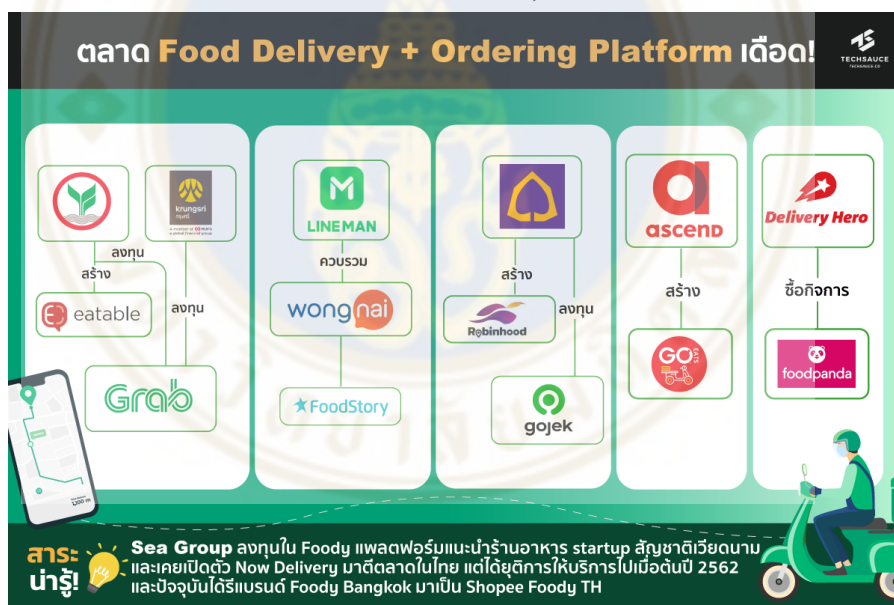 ตลาด Food Delivery + Ordering Platform เดือด!
TECHSAUCE
TECHSAUCE.CO
krungsri
กรุงศรี
ลงทุน
สร้าง
eatable
ลงทุน
Grab
LINE MAN
ควบรวม
wongnai
FoodStory
สร้าง
ลงทุน
Robinhood
gojek
ascend
สร้าง
GO
EATS
Delivery Hero
ซื้อกิจการ
foodpanda
สาระ
น่ารู้!
Sea Group ลงทุนใน Foody แพลตฟอร์มแนะนำร้านอาหาร startup สัญชาติเวียดนาม
และเคยเปิดตัว Now Delivery มาตีตลาดในไทย แต่ได้ยุติการให้บริการไปเมื่อต้นปี 2562
และปัจจุบันได้รีแบรนด์ Foody Bangkok มาเป็น Shopee Foody TH